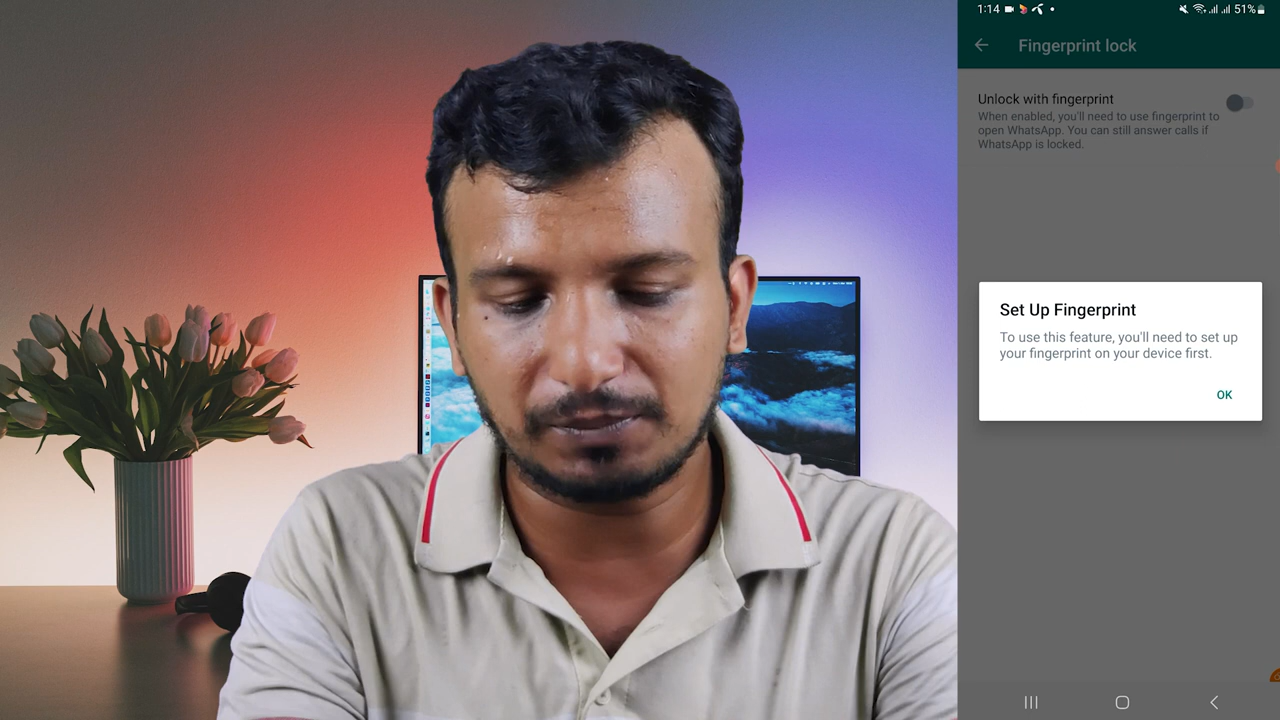 1:14
51%
Fingerprint lock
Unlock with fingerprint
When enabled, you'll need to use fingerprint to
open WhatsApp. You can still answer calls if
WhatsApp is locked.
Set Up Fingerprint
To use this feature, you'll need to set up
your fingerprint on your device first.
OK